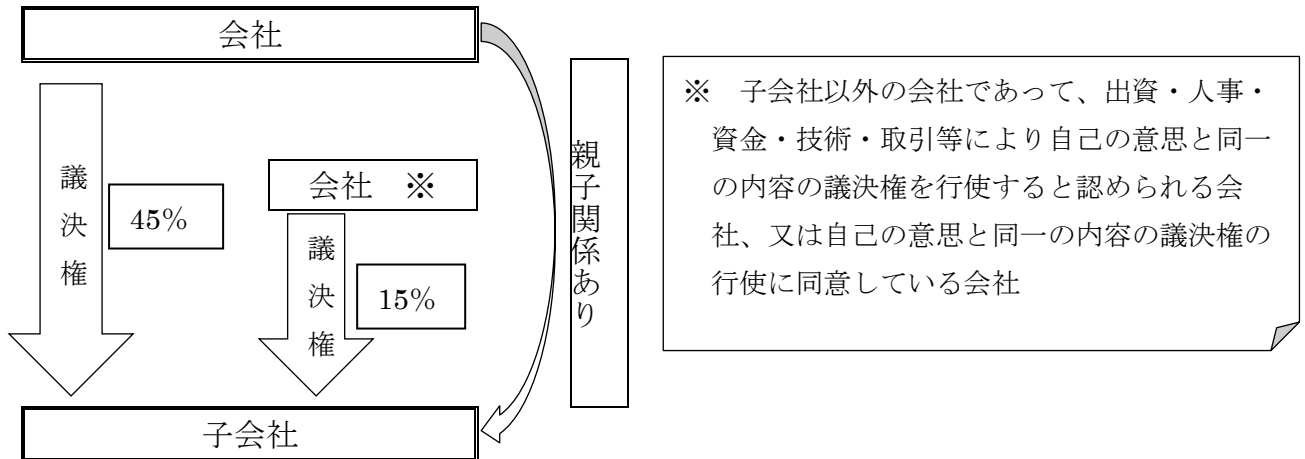 会社
議決権
45%
会社　※
議決権
15%
親子関係あり
子会社
※　子会社以外の会社であって、出資・人事・
資金・技術・取引等により自己の意思と同一
の内容の議決権を行使すると認められる会
社、又は自己の意思と同一の内容の議決権の
行使に同意している会社